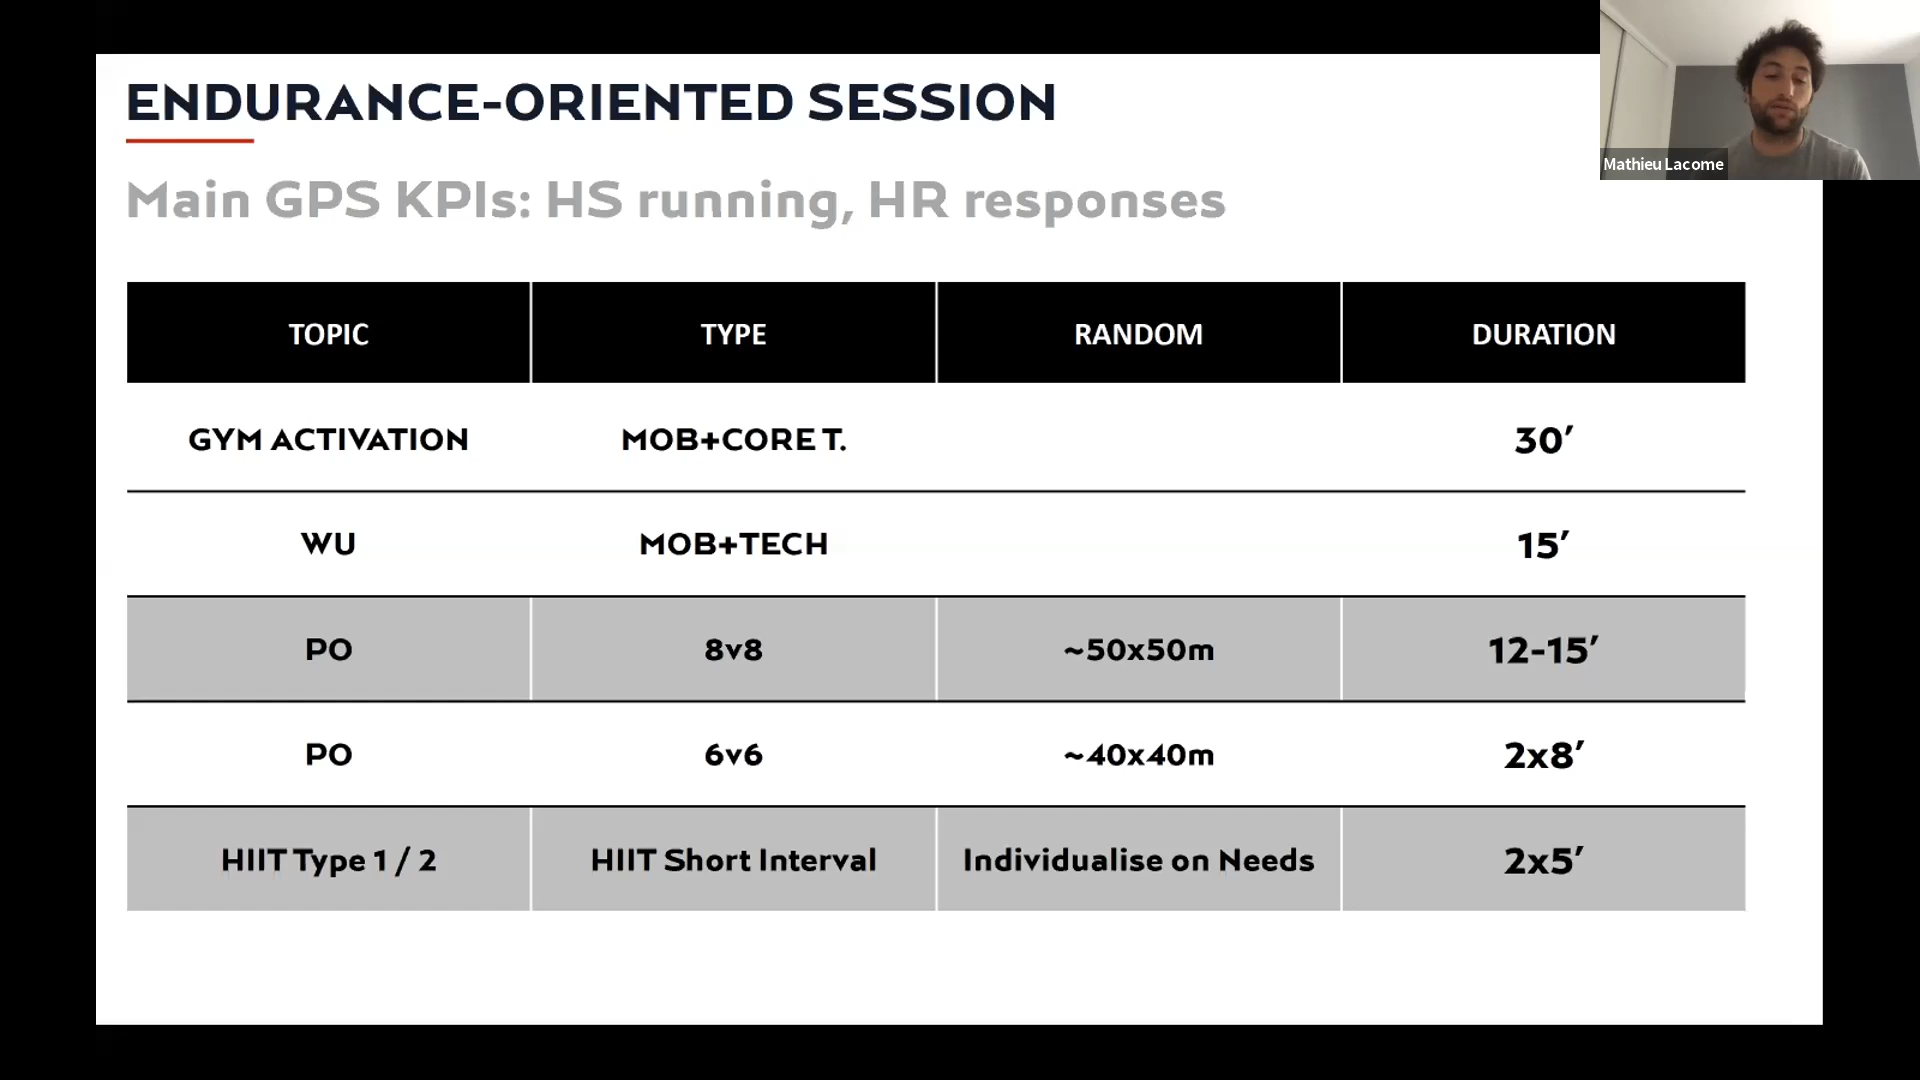 ENDURANCE-ORIENTED SESSION
Mathieu Lacome
Main GPS KPIs: HS running, HR responses
TOPIC TYPE RANDOM DURATION
GYM ACTIVATION MOB+CORE T. 30′
WU MOB+TECH 15′
PO 8v8 ~50x50m 12-15′
PO 6v6 ~40x40m 2x8′
HIIT Type 1 / 2 HIIT Short Interval Individualise on Needs 2x5′